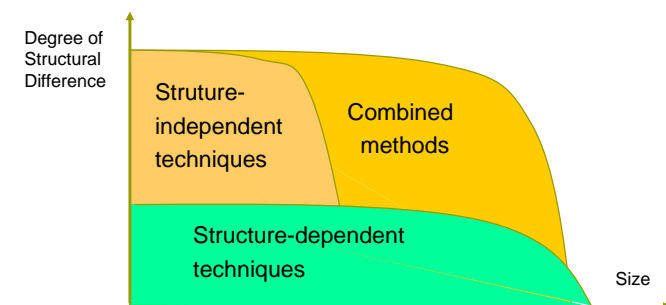 Degree of
Structural
Difference
Struture-
independent
techniques
Combined
methods
Structure-dependent
techniques
Size